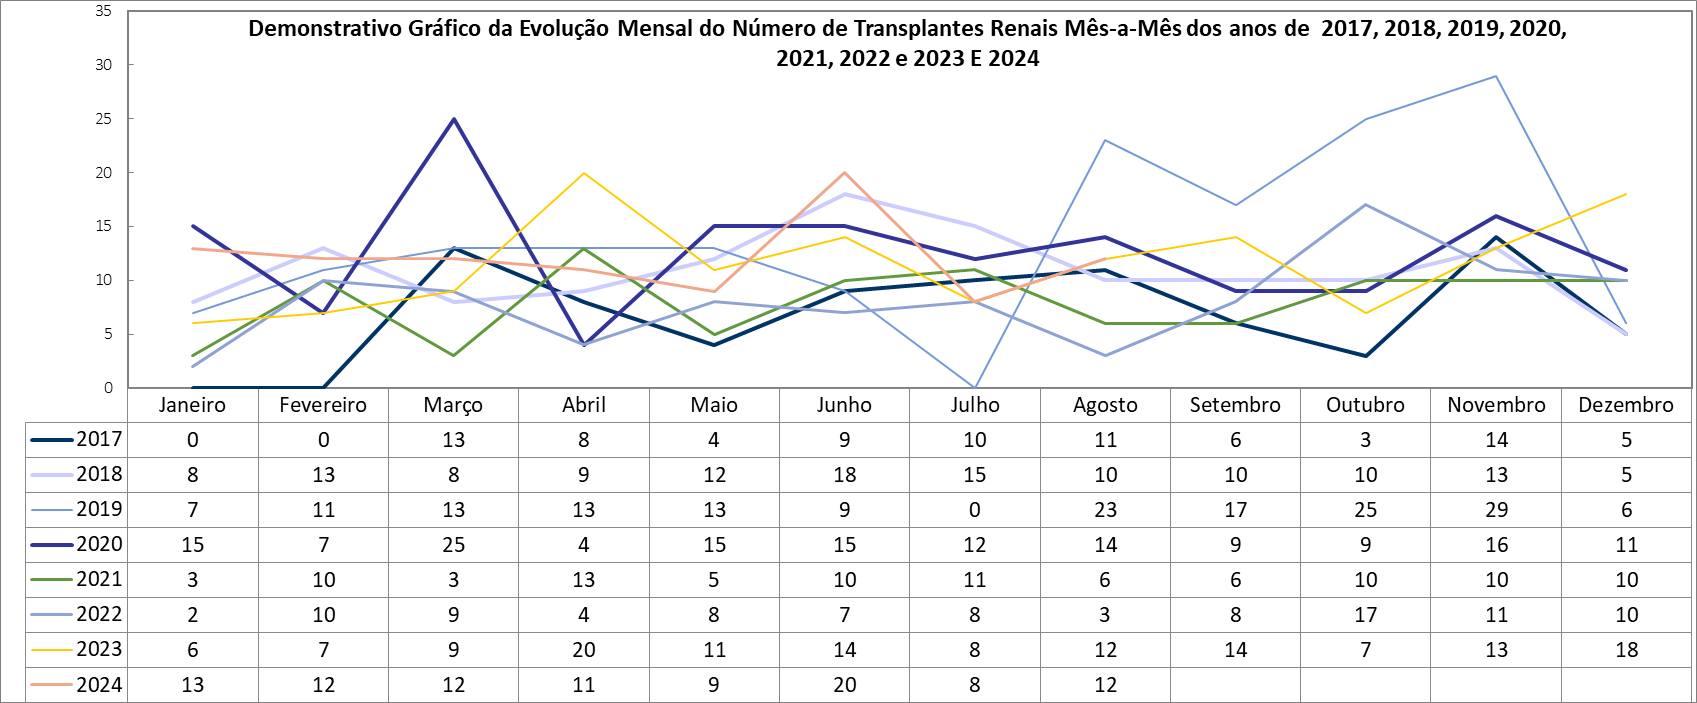 Demonstrativo Gráfico da Evolução Mensal do Número de Transplantes Renais Mês-a-Mês dos anos de 2017, 2018, 2019, 2020,
2021, 2022 e 2023 E 2024
35
30
25
20
15
10
5
0
Janeiro Fevereiro Março Abril Maio Junho Julho Agosto Setembro Outubro Novembro Dezembro
2017 0 0 13 8 4 9 10 11 6 3 14 5
2018 8 13 8 9 12 18 15 10 10 10 13 5
2019 7 11 13 13 13 9 0 23 17 25 29 6
2020 15 7 25 4 15 15 12 14 9 9 16 11
2021 3 10 3 13 5 10 11 6 6 10 10 10
2022 2 10 9 4 8 7 8 3 8 17 11 10
2023 6 7 9 20 11 14 8 12 14 7 13 18
2024 13 12 12 11 9 20 8 12